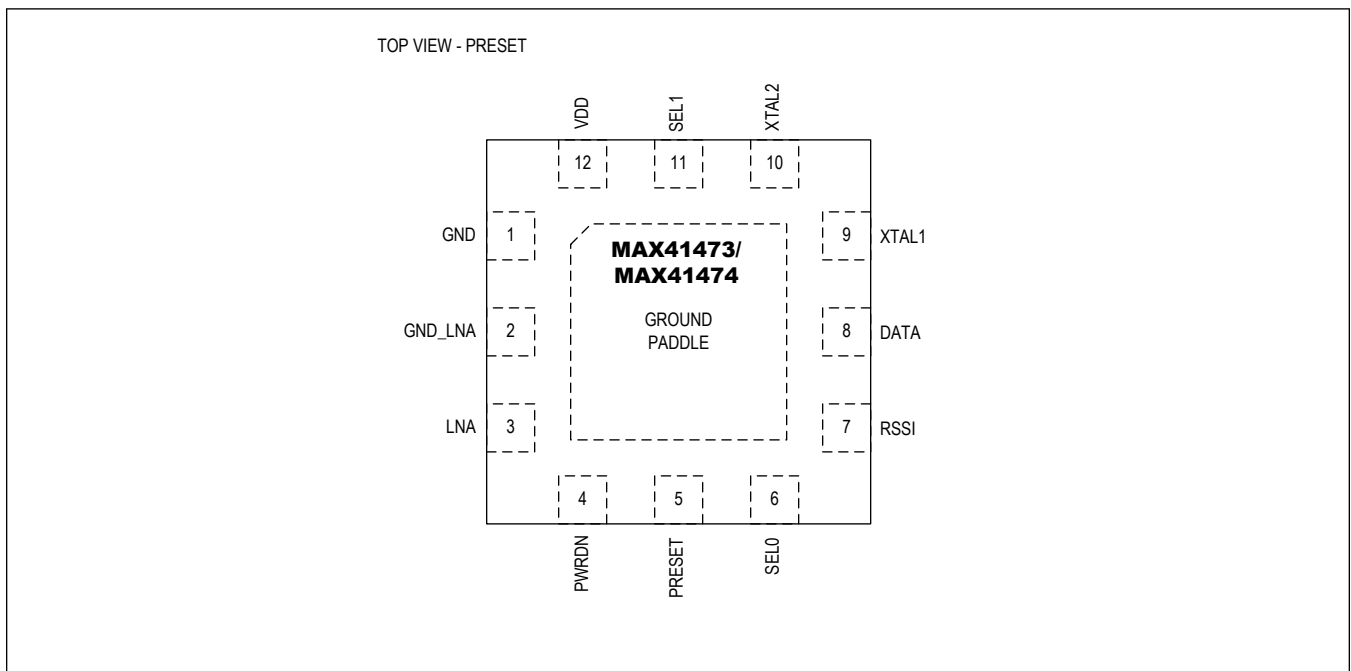 TOP VIEW - PRESET
VDD
SEL1
XTAL2
12
11
10
GND
1
MAX41473/
MAX41474
9
XTAL1
GROUND
PADDLE
GND_LNA
2
8
DATA
LNA
3
7
RSSI
4
5
6
PWRDN
PRESET
SEL0